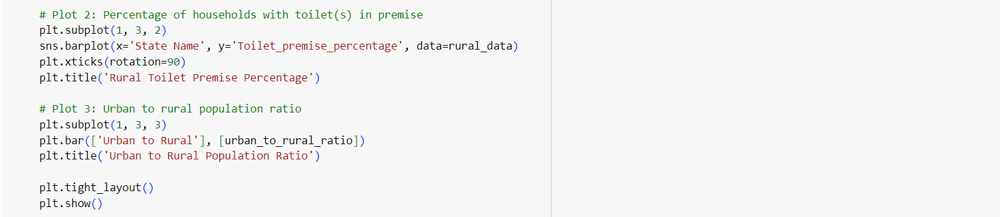 # Plot 2: Percentage of households with toilet(s) in premise
plt.subplot(1, 3, 2)
sns.barplot(x='State Name', y='Toilet_premise_percentage', data=rural_data)
plt.xticks(rotation=90)
plt.title('Rural Toilet Premise Percentage')
# Plot 3: Urban to rural population ratio
plt.subplot(1, 3, 3)
plt.bar(['Urban to Rural'], [urban_to_rural_ratio])
plt.title('Urban to Rural Population Ratio')
plt.tight_layout()
plt.show()